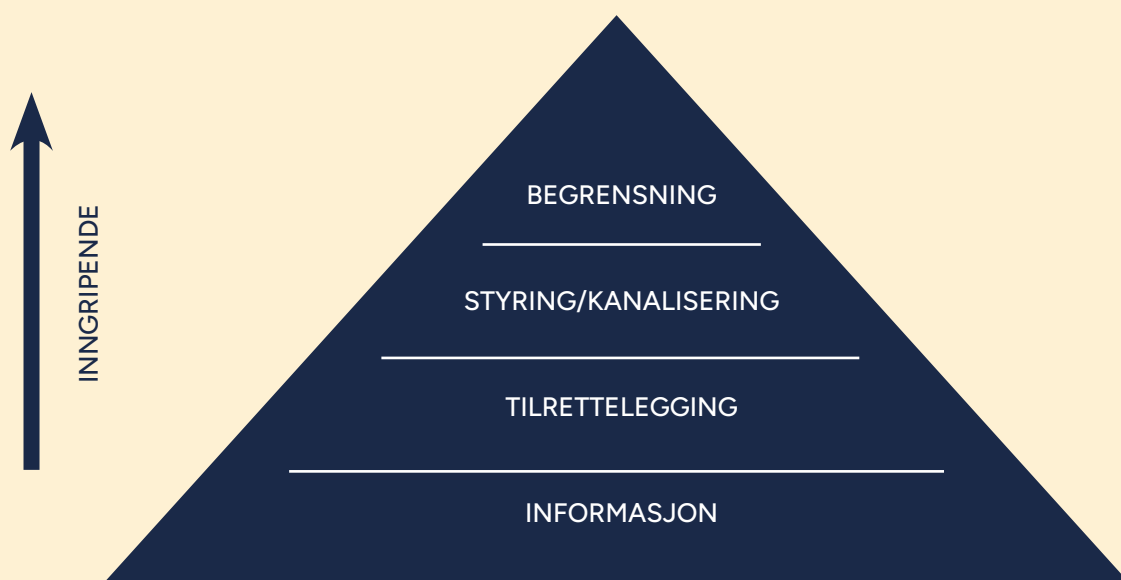 BEGRENSNING
STYRING/KANALISERING
INNGRIPENDE
TILRETTELEGGING
INFORMASJON